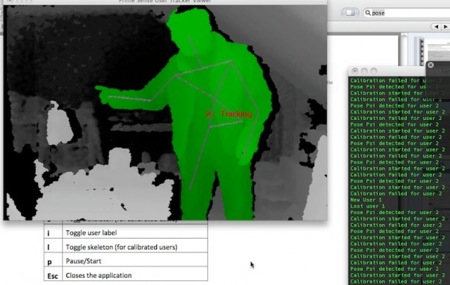 Prime Sense User Tracker Viewer
pose
Tracking
Calibration failed for u
Pose Psi detected for us
Calibration started for
Calibration failed for user 2
Pose Psi detected for user 2
Calibration started for user 2
Calibration failed for user 2
Pose Psi detected for user 2
Calibration started for user 2
Calibration failed for user 2
Pose Psi detected for user 2
Calibration started for user 2
Calibration failed for user 2
Pose Psi detected for user 2
Calibration started for user 2
Calibration failed for user 2
New User 1
Lost user 1
Pose Psi detected for user 2
Calibration started for user 2
Calibration failed for user 2
Pose Psi detected for user 2
Calibration started for user 2
Calibration failed for user 2
Pose Psi detected for user 2
Calibration started for user 2
Calibration failed for user 2
i Toggle user label
l Toggle skeleton (for calibrated users)
p Pause/Start
Esc Closes the application